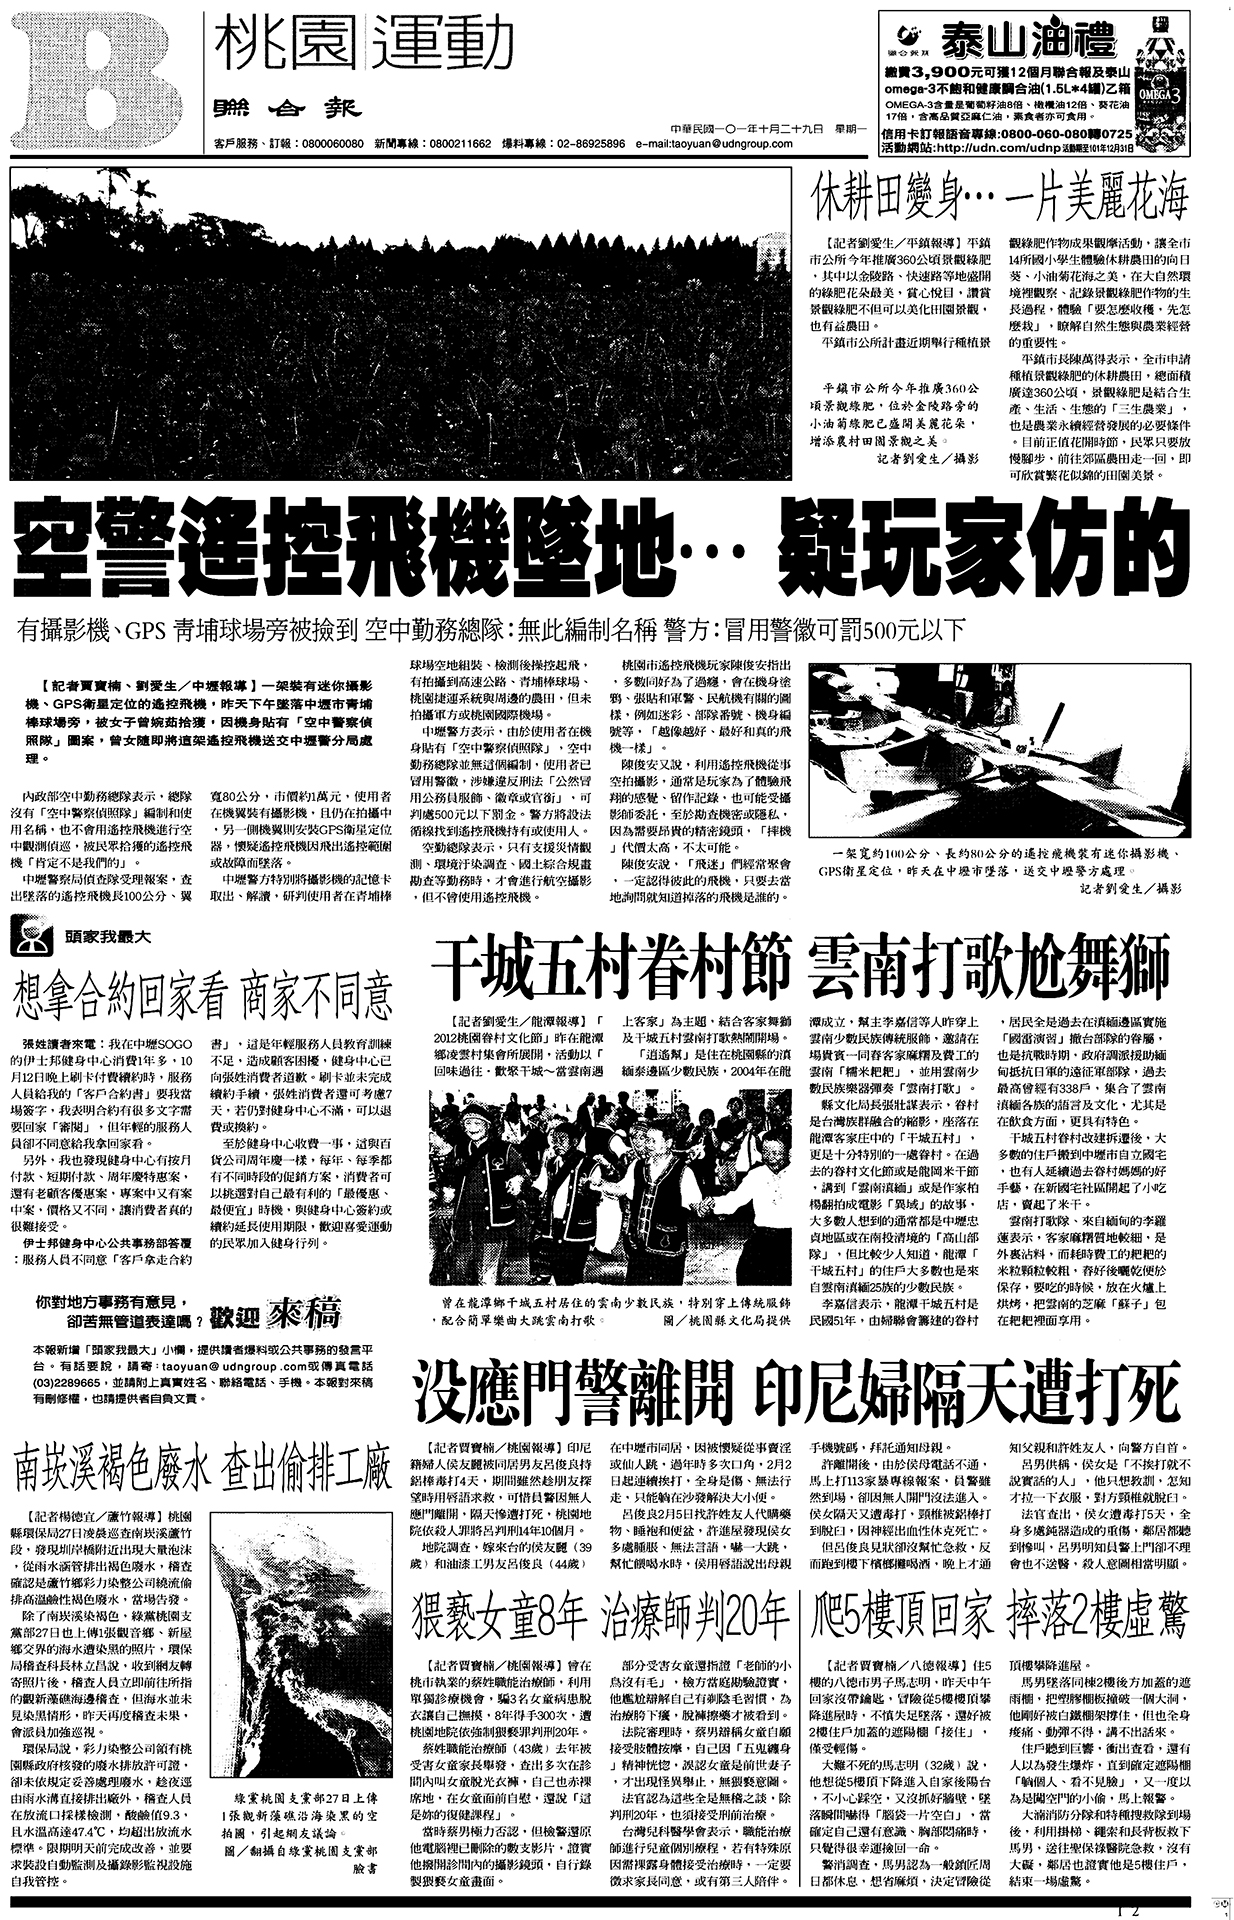 B
桃園 運動
聯合報
中華民國一○一年十月二十九日　星期一
客戶服務、訂報：0800060080　新聞專線：0800211662　爆料專線：02-86925896　e-mail:taoyuan@udngroup.com
聯合報系
泰山油禮
繳費3,900元可獲12個月聯合報及泰山
omega-3不飽和健康調合油(1.5L*4罐)乙箱
OMEGA-3含量是葡萄籽油8倍、橄欖油12倍、葵花油
17倍，含高品質亞麻仁油，素食者亦可食用。
信用卡訂報語音專線:0800-060-080轉0725
活動網站:http://udn.com/udnp 活動期至101年12月31日
OMEGA 3
休耕田變身… 一片美麗花海
【記者劉愛生／平鎮報導】平鎮
市公所今年推廣360公頃景觀綠肥
，其中以金陵路、快速路等地盛開
的綠肥花朵最美，賞心悅目，讚賞
景觀綠肥不但可以美化田園景觀，
也有益農田。
平鎮市公所計畫近期舉行種植景
觀綠肥作物成果觀摩活動，讓全市
14所國小學生體驗休耕農田的向日
葵、小油菊花海之美，在大自然環
境裡觀察、記錄景觀綠肥作物的生
長過程，體驗「要怎麼收穫，先怎
麼栽」，瞭解自然生態與農業經營
的重要性。
平鎮市長陳萬得表示，全市申請
種植景觀綠肥的休耕農田，總面積
廣達360公頃，景觀綠肥是結合生
產、生活、生態的「三生農業」，
也是農業永續經營發展的必要條件
。目前正值花開時節，民眾只要放
慢腳步，前往郊區農田走一回，即
可欣賞繁花似錦的田園美景。
平鎮市公所今年推廣360公
頃景觀綠肥，位於金陵路旁的
小油菊綠肥已盛開美麗花朵，
增添農村田園景觀之美。
記者劉愛生／攝影
空警遙控飛機墜地… 疑玩家仿的
有攝影機、GPS 青埔球場旁被撿到 空中勤務總隊：無此編制名稱 警方：冒用警徽可罰500元以下
【記者賈寶楠、劉愛生／中壢報導】一架裝有迷你攝影
機、GPS衛星定位的遙控飛機，昨天下午墜落中壢市青埔
棒球場旁，被女子曾婉茹拾獲，因機身貼有「空中警察偵
照隊」圖案，曾女隨即將這架遙控飛機送交中壢警分局處
理。
內政部空中勤務總隊表示，總隊
沒有「空中警察偵照隊」編制和使
用名稱，也不會用遙控飛機進行空
中觀測偵巡，被民眾拾獲的遙控飛
機「肯定不是我們的」。
中壢警察局偵查隊受理報案，查
出墜落的遙控飛機長100公分、翼
寬80公分，市價約1萬元，使用者
在機翼裝有攝影機，且仍在拍攝中
，另一側機翼則安裝GPS衛星定位
器，懷疑遙控飛機因飛出遙控範圍
或故障而墜落。
中壢警方特別將攝影機的記憶卡
取出、解讀，研判使用者在青埔棒
球場空地組裝、檢測後操控起飛，
有拍攝到高速公路、青埔棒球場、
桃園捷運系統與周邊的農田，但未
拍攝軍方或桃園國際機場。
中壢警方表示，由於使用者在機
身貼有「空中警察偵照隊」，空中
勤務總隊並無這個編制，使用者已
冒用警徽，涉嫌違反刑法「公然冒
用公務員服飾、徽章或官銜」，可
判處500元以下罰金。警方將設法
循線找到遙控飛機持有或使用人。
空勤總隊表示，只有支援災情觀
測、環境汙染調查、國土綜合規畫
勘查等勤務時，才會進行航空攝影
，但不曾使用遙控飛機。
桃園市遙控飛機玩家陳俊安指出
，多數同好為了過癮，會在機身塗
鴉、張貼和軍警、民航機有關的圖
樣，例如迷彩、部隊番號、機身編
號等，「越像越好、最好和真的飛
機一樣」。
陳俊安又說，利用遙控飛機從事
空拍攝影，通常是玩家為了體驗飛
翔的感覺、留作記錄，也可能受攝
影師委託，至於勘查機密或隱私，
因為需要昂貴的精密鏡頭，「摔機
」代價太高，不太可能。
陳俊安說，「飛迷」們經常聚會
，一定認得彼此的飛機，只要去當
地詢問就知道掉落的飛機是誰的。
一架寬約100公分、長約80公分的遙控飛機裝有迷你攝影機、
GPS衛星定位，昨天在中壢市墜落，送交中壢警方處理。
記者劉愛生／攝影
頭家我最大
想拿合約回家看 商家不同意
張姓讀者來電：我在中壢SOGO
的伊士邦健身中心消費1年多，10
月12日晚上刷卡付費續約時，服務
人員給我的「客戶合約書」要我當
場簽字，我表明合約有很多文字需
要回家「審閱」，但年輕的服務人
員卻不同意給我拿回家看。
另外，我也發現健身中心有按月
付款、短期付款、周年慶特惠案，
還有老顧客優惠案，專案中又有案
中案，價格又不同，讓消費者真的
很難接受。
伊士邦健身中心公共事務部答覆
：服務人員不同意「客戶拿走合約
書」，這是年輕服務人員教育訓練
不足，造成顧客困擾，健身中心已
向張姓消費者道歉。刷卡並未完成
續約手續，張姓消費者還可考慮7
天，若仍對健身中心不滿，可以退
費或換約。
至於健身中心收費一事，這與百
貨公司周年慶一樣，每年、每季都
有不同時段的促銷方案，消費者可
以挑選對自己最有利的「最優惠、
最便宜」時機，與健身中心簽約或
續約延長使用期限，歡迎喜愛運動
的民眾加入健身行列。
你對地方事務有意見，
卻苦無管道表達嗎？歡迎 來稿
本報新增「頭家我最大」小欄，提供讀者爆料或公共事務的發言平
台。有話要說，請寄：taoyuan@udngroup.com或傳真電話
(03)2289665，並請附上真實姓名、聯絡電話、手機。本報對來稿
有刪修權，也請提供者自負文責。
干城五村眷村節 雲南打歌尬舞獅
【記者劉愛生／龍潭報導】「
2012桃園眷村文化節」昨在龍潭
鄉凌雲村集會所展開，活動以「
回味過往．歡聚干城～當雲南遇
上客家」為主題，結合客家舞獅
及干城五村雲南打歌熱鬧開場。
「逍遙幫」是住在桃園縣的滇
緬泰邊區少數民族，2004年在龍
潭成立，幫主李嘉信等人昨穿上
雲南少數民族傳統服飾，邀請在
場貴賓一同舂客家麻糬及費工的
雲南「糯米粑粑」，並用雲南少
數民族樂器彈奏「雲南打歌」。
縣文化局長張壯謀表示，眷村
是台灣族群融合的縮影，座落在
龍潭客家庄中的「干城五村」，
更是十分特別的一處眷村。在過
去的眷村文化節或是龍岡米干節
，講到「雲南滇緬」或是作家柏
楊翻拍成電影「異域」的故事，
大多數人想到的通常都是中壢忠
貞地區或在南投清境的「高山部
隊」，但比較少人知道，龍潭「
干城五村」的住戶大多數也是來
自雲南滇緬25族的少數民族。
李嘉信表示，龍潭干城五村是
民國51年，由婦聯會籌建的眷村
，居民全是過去在滇緬邊區實施
「國雷演習」撤台部隊的眷屬，
也是抗戰時期，政府調派援助緬
甸抵抗日軍的遠征軍部隊，過去
最高曾經有338戶，集合了雲南
滇緬各族的語言及文化，尤其是
在飲食方面，更具有特色。
干城五村眷村改建拆遷後，大
多數的住戶搬到中壢市自立國宅
，也有人延續過去眷村媽媽的好
手藝，在新國宅社區開起了小吃
店，賣起了米干。
雲南打歌隊、來自緬甸的李羅
蓮表示，客家麻糬質地較細，是
外裹沾料，而耗時費工的粑粑的
米粒顆粒較粗，舂好後曬乾便於
保存，要吃的時候，放在火爐上
烘烤，把雲南的芝麻「蘇子」包
在粑粑裡面享用。
曾在龍潭鄉干城五村居住的雲南少數民族，特別穿上傳統服飾
，配合簡單樂曲大跳雲南打歌。　圖／桃園縣文化局提供
沒應門警離開 印尼婦隔天遭打死
【記者賈寶楠／桃園報導】印尼
籍婦人侯友麗被同居男友呂俊良持
鋁棒毒打4天，期間雖然趁朋友探
望時用唇語求救，可惜員警因無人
應門離開，隔天慘遭打死，桃園地
院依殺人罪將呂判刑14年10個月。
地院調查，嫁來台的侯友麗（39
歲）和油漆工男友呂俊良（44歲）
在中壢市同居，因被懷疑從事賣淫
或仙人跳，過年時多次口角，2月2
日起連續挨打，全身是傷、無法行
走，只能躺在沙發解決大小便。
呂俊良2月5日找許姓友人代購藥
物、睡袍和便盆，許進屋發現侯女
多處腫脹、無法言語，嚇一大跳，
幫忙餵喝水時，侯用唇語說出母親
手機號碼，拜託通知母親。
許離開後，由於侯母電話不通，
馬上打113家暴專線報案，員警雖
然到場，卻因無人開門沒法進入。
侯女隔天又遭毒打，頸椎被鋁棒打
到脫臼，因神經出血性休克死亡。
但呂俊良見狀卻沒幫忙急救，反
而跑到樓下檳榔攤喝酒，晚上才通
知父親和許姓友人，向警方自首。
呂男供稱，侯女是「不挨打就不
說實話的人」，他只想教訓，怎知
才拉一下衣服，對方頸椎就脫臼。
法官查出，侯女遭毒打5天，全
身多處鈍器造成的重傷，鄰居都聽
到慘叫，呂男明知員警上門卻不理
會也不送醫，殺人意圖相當明顯。
南崁溪褐色廢水 查出偷排工廠
【記者楊德宜／蘆竹報導】桃園
縣環保局27日凌晨巡查南崁溪蘆竹
段，發現圳岸橋附近出現大量泡沫
，從雨水涵管排出褐色廢水，稽查
確認是蘆竹鄉彩力染整公司繞流偷
排高溫鹼性褐色廢水，當場告發。
除了南崁溪染褐色，綠黨桃園支
黨部27日也上傳1張觀音鄉、新屋
鄉交界的海水遭染黑的照片，環保
局稽查科長林立昌說，收到網友轉
寄照片後，稽查人員立即前往所指
的觀新藻礁海邊稽查，但海水並未
見染黑情形，昨天再度稽查未果，
會派員加強巡視。
環保局說，彩力染整公司領有桃
園縣政府核發的廢水排放許可證，
卻未依規定妥善處理廢水，趁夜巡
由雨水溝直接排出廠外，稽查人員
在放流口採樣檢測，酸鹼值9.3，
且水溫高達47.4℃，均超出放流水
標準。限期明天前完成改善，並要
求裝設自動監測及攝錄影監視設施
自我管控。
綠黨桃園支黨部27日上傳
1張觀新藻礁沿海染黑的空
拍圖，引起網友議論。
圖／翻攝自綠黨桃園支黨部
臉書
猥褻女童8年 治療師判20年
【記者賈寶楠／桃園報導】曾在
桃市執業的蔡姓職能治療師，利用
單獨診療機會，騙3名女童病患脫
衣讓自己撫摸，8年得手300次，遭
桃園地院依強制猥褻罪判刑20年。
蔡姓職能治療師（43歲）去年被
受害女童家長舉發，查出多次在診
間內叫女童脫光衣褲，自己也赤裸
席地，在女童面前自慰，還說「這
是妳的復健課程」。
當時蔡男極力否認，但檢警還原
他電腦裡已刪除的數支影片，證實
他撥開診間內的攝影鏡頭，自行錄
製猥褻女童畫面。
部分受害女童還指證「老師的小
鳥沒有毛」，檢方當庭勘驗證實，
他尷尬辯解自己有剃陰毛習慣，為
治療胯下癢，脫褲擦藥才被看到。
法院審理時，蔡男辯稱女童自願
接受肢體按摩，自己因「五鬼纏身
」精神恍惚，誤認女童是前世妻子
，才出現怪異舉止，無猥褻意圖。
法官認為這些全是無稽之談，除
判刑20年，也須接受刑前治療。
台灣兒科醫學會表示，職能治療
師進行兒童個別療程，若有特殊原
因需裸露身體接受治療時，一定要
徵求家長同意，或有第三人陪伴。
爬5樓頂回家 摔落2樓虛驚
【記者賈寶楠／八德報導】住5
樓的八德市男子馬志明，昨天中午
回家沒帶鑰匙，冒險從5樓樓頂攀
降進屋時，不慎失足墜落，還好被
2樓住戶加蓋的遮陽棚「接住」，
僅受輕傷。
大難不死的馬志明（32歲）說，
他想從5樓頂下降進入自家後陽台
，不小心踩空，又沒抓好牆壁，墜
落瞬間嚇得「腦袋一片空白」，當
確定自己還有意識、胸部悶痛時，
只覺得很幸運撿回一命。
警消調查，馬男認為一般鎖匠周
日都休息，想省麻煩，決定冒險從
頂樓攀降進屋。
馬男墜落同棟2樓後方加蓋的遮
雨棚，把塑膠棚板撞破一個大洞，
他剛好被白鐵棚架撐住，但也全身
痠痛、動彈不得，講不出話來。
住戶聽到巨響，衝出查看，還有
人以為發生爆炸，直到確定遮陽棚
「躺個人、看不見臉」，又一度以
為是闖空門的小偷，馬上報警。
大湳消防分隊和特種搜救隊到場
後，利用掛梯、繩索和長背板救下
馬男，送往聖保祿醫院急救，沒有
大礙，鄰居也證實他是5樓住戶，
結束一場虛驚。
12